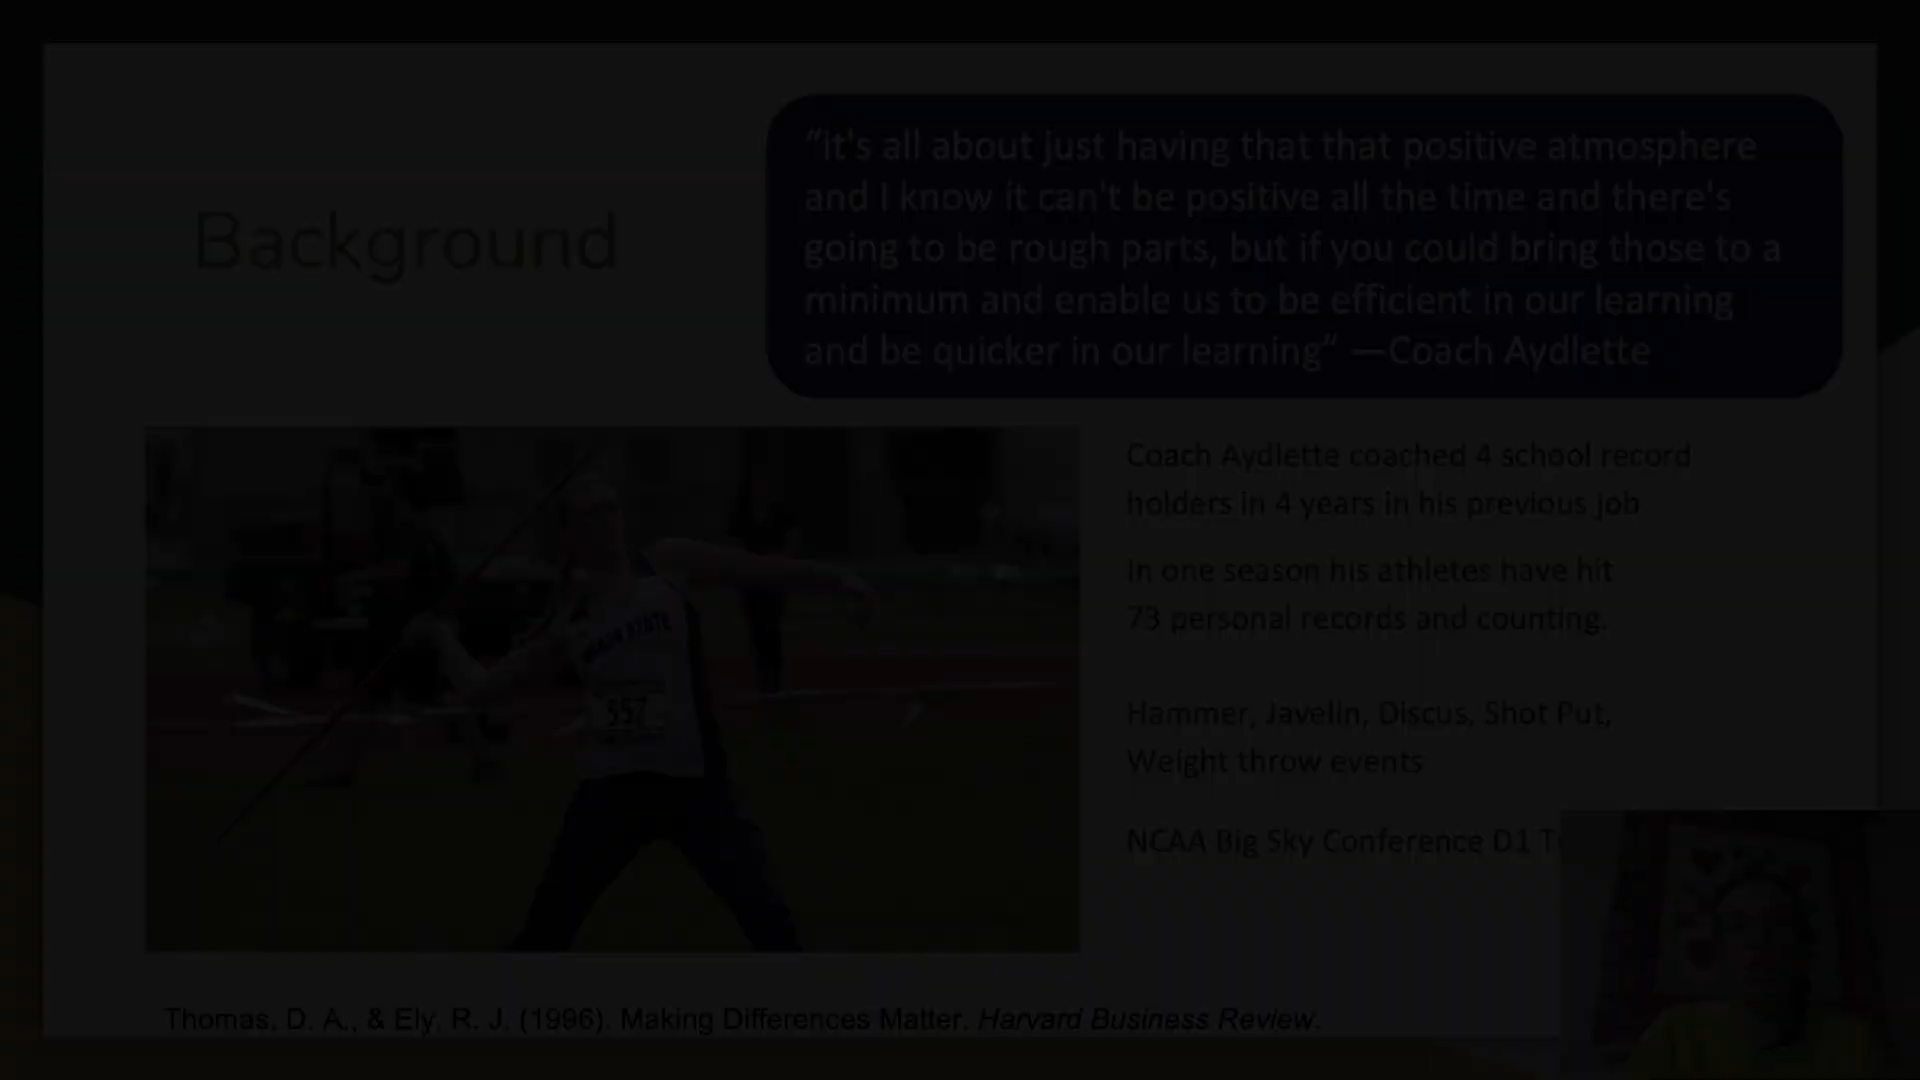 Background
“it's all about just having that that positive atmosphere
and I know it can't be positive all the time and there's
going to be rough parts, but if you could bring those to a
minimum and enable us to be efficient in our learning
and be quicker in our learning” —Coach Aydlette
Coach Aydlette coached 4 school record
holders in 4 years in his previous job
In one season his athletes have hit
73 personal records and counting.
Hammer, Javelin, Discus, Shot Put,
Weight throw events
NCAA Big Sky Conference D1
STATE
557
Thomas, D. A., & Ely, R. J. (1996). Making Differences Matter. Harvard Business Review.